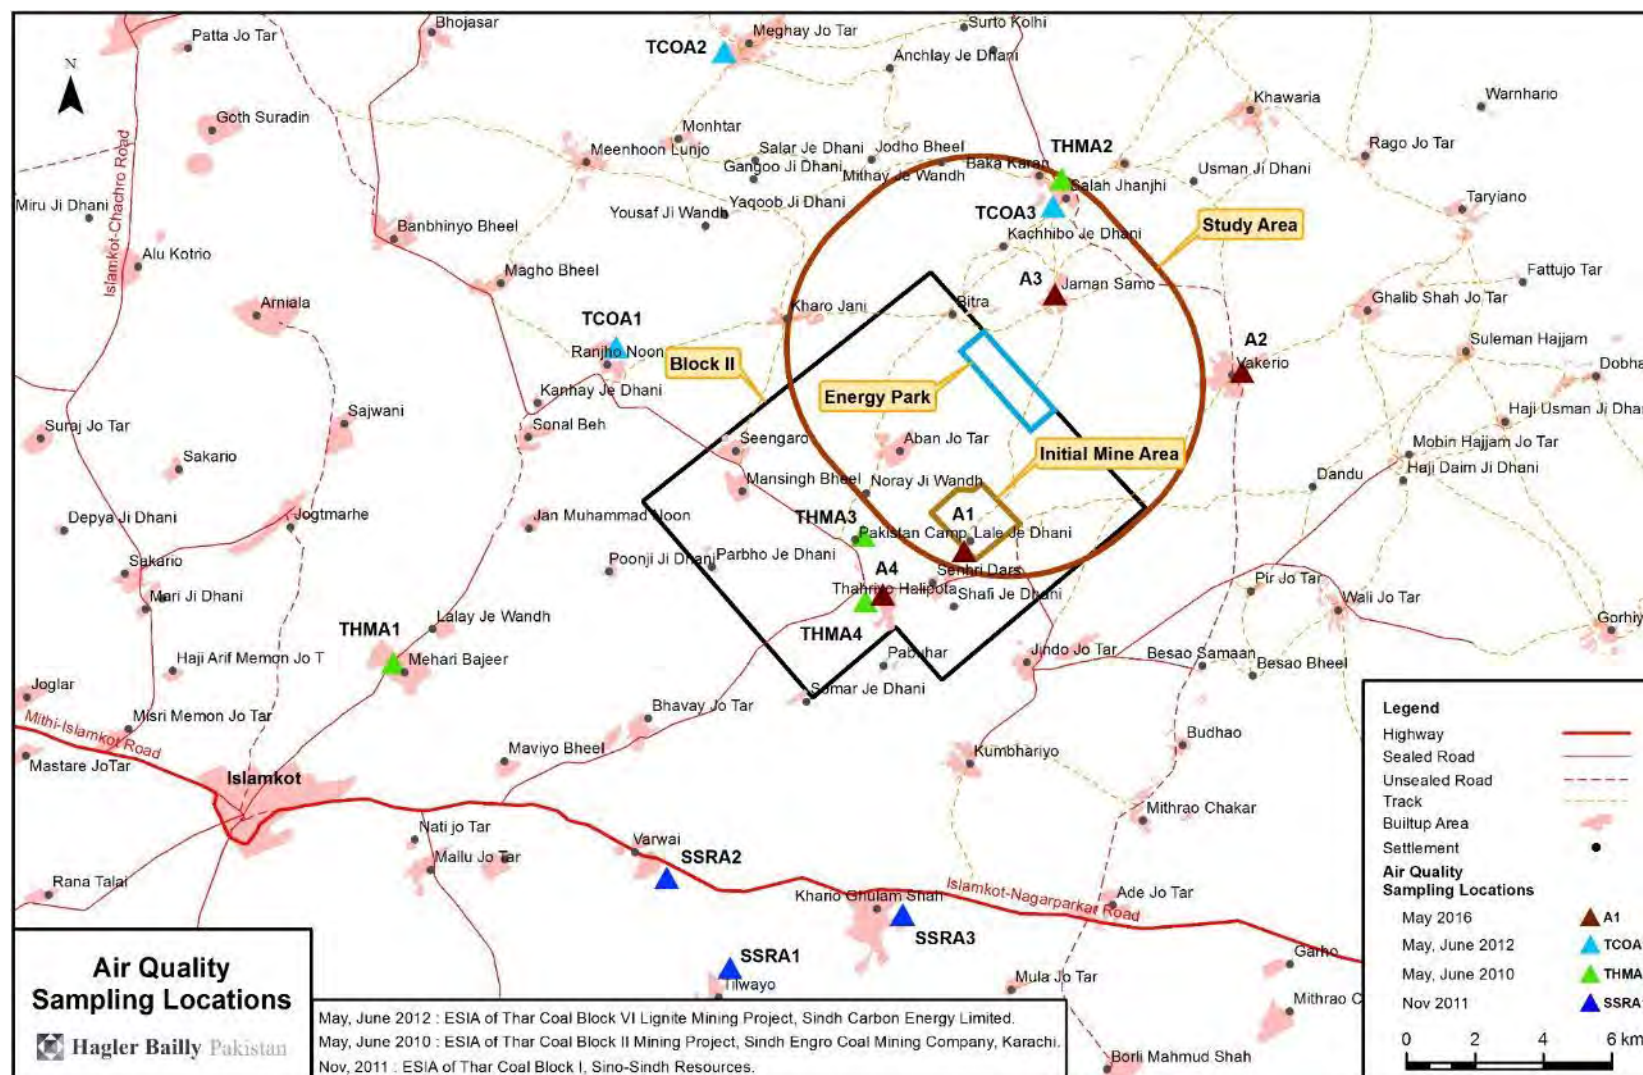 Bhojasar
Patta Jo Tar
Surto Kolhi
Meghay Jo Tar
TCOA2
Anchlay Je Dhani
N
Khawaria
Warnhario
Goth Suradin
Monhtar
Islamkot-Chachro Road
Meenhoon Lunjo
Salar Je Dhani
Jodho Bheel
THMA2
Rago Jo Tar
Gangoo Ji Dhani
Baka Karan
Mithay Je Wandh
Usman Ji Dhani
Salah Jhanjhi
Miru Ji Dhani
Yaqoob Ji Dhani
Yousaf Ji Wandh
TCOA3
Taryiano
Study Area
Banbhinyo Bheel
Kachhibo Je Dhani
Alu Kotrio
Magho Bheel
A3
Jaman Samo
Fattujo Tar
Arniala
Kharo Jani
Bitra
Ghalib Shah Jo Tar
TCOA1
A2
Suleman Hajjam
Ranjho Noon
Block II
Vakerio
Dobha
Kanhay Je Dhani
Energy Park
Sajwani
Haji Usman Ji Dhan
Suraj Jo Tar
Sonal Beh
Seengaro
Aban Jo Tar
Initial Mine Area
Mobin Hajjam Jo Tar
Sakario
Haji Daim Ji Dhani
Mansingh Bheel
Noray Ji Wandh
Dandu
Depya Ji Dhani
Jogtmarhe
Jan Muhammad Noon
THMA3
A1
Pakistan Camp
Lale Je Dhani
Sakario
Poonji Ji Dhani
Parbho Je Dhani
A4
Senhri Dars
Pir Jo Tar
Mari Ji Dhani
Thahriyo Halipota
Shafi Je Dhani
Wali Jo Tar
Lalay Je Wandh
THMA1
THMA4
Gorhiy
Haji Arif Memon Jo T
Mehari Bajeer
Pabuhar
Jindo Jo Tar
Besao Samaan
Besao Bheel
Joglar
Somar Je Dhani
Misri Memon Jo Tar
Bhavay Jo Tar
Mithi-Islamkot Road
Mastare JoTar
Maviyo Bheel
Kumbhariyo
Budhao
Islamkot
Mithrao Chakar
Nati jo Tar
Varwai
Mallu Jo Tar
SSRA2
Rana Talai
Khario Ghulam Shah
Islamkot-Nagarparkar Road
Ade Jo Tar
SSRA3
SSRA1
Garho
Tilwayo
Mula Jo Tar
Mithrao C
Borli Mahmud Shah
Legend
Highway
Sealed Road
Unsealed Road
Track
Builtup Area
Settlement
Air Quality
Sampling Locations
May 2016 A1
May, June 2012 TCOA
May, June 2010 THMA
Nov 2011 SSRA
0 2 4 6 km
Air Quality
Sampling Locations
Hagler Bailly Pakistan
May, June 2012 : ESIA of Thar Coal Block VI Lignite Mining Project, Sindh Carbon Energy Limited.
May, June 2010 : ESIA of Thar Coal Block II Mining Project, Sindh Engro Coal Mining Company, Karachi.
Nov, 2011 : ESIA of Thar Coal Block I, Sino-Sindh Resources.